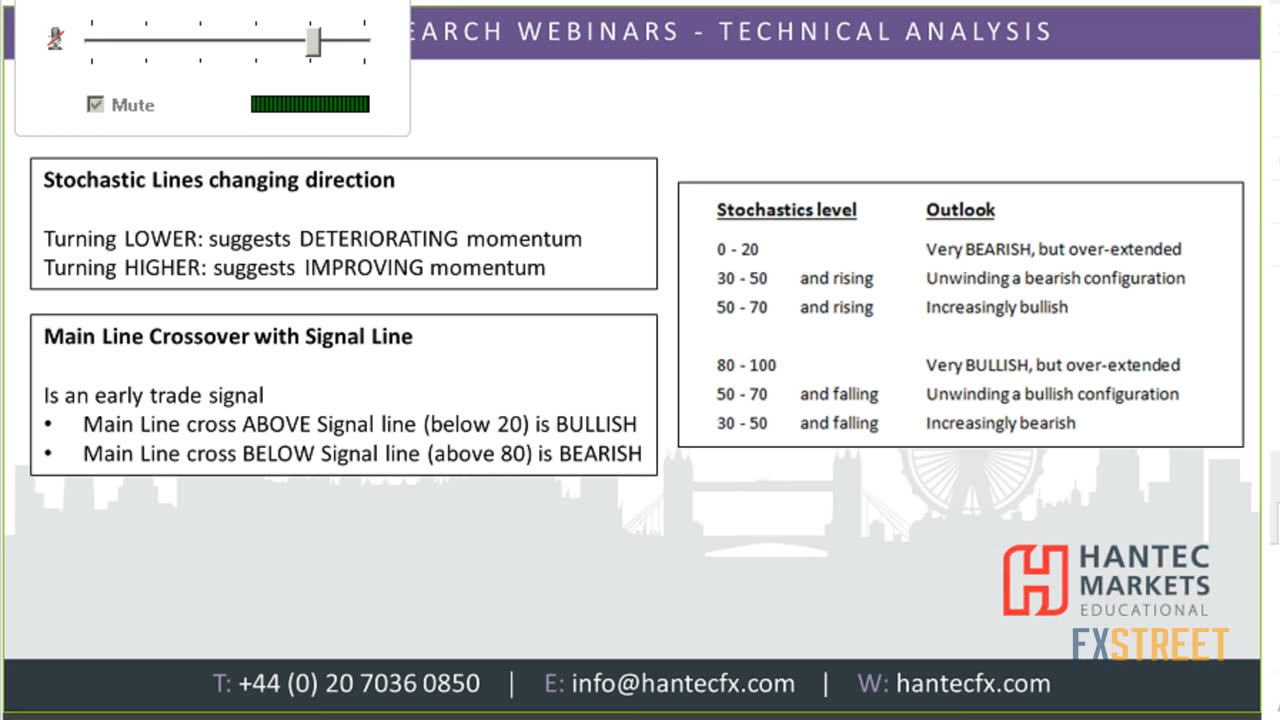 EARCH WEBINARS - TECHNICAL ANALYSIS
Mute
Stochastic Lines changing direction
Turning LOWER: suggests DETERIORATING momentum
Turning HIGHER: suggests IMPROVING momentum
Main Line Crossover with Signal Line
Is an early trade signal
• Main Line cross ABOVE Signal line (below 20) is BULLISH
• Main Line cross BELOW Signal line (above 80) is BEARISH
Stochastics level Outlook
0 - 20 Very BEARISH, but over-extended
30 - 50 and rising Unwinding a bearish configuration
50 - 70 and rising Increasingly bullish
80 - 100 Very BULLISH, but over-extended
50 - 70 and falling Unwinding a bullish configuration
30 - 50 and falling Increasingly bearish
HANTEC
MARKETS
EDUCATIONAL
FXSTREET
T: +44 (0) 20 7036 0850 | E: info@hantecfx.com | W: hantecfx.com